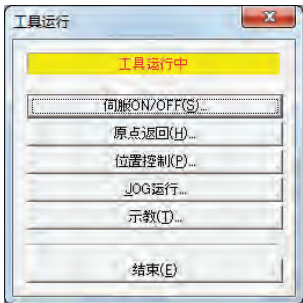 工具运行
工具运行中
伺服ON/OFF(S)...
原点返回(H)...
位置控制(P)...
JOG运行...
示教(T)...
结束(E)